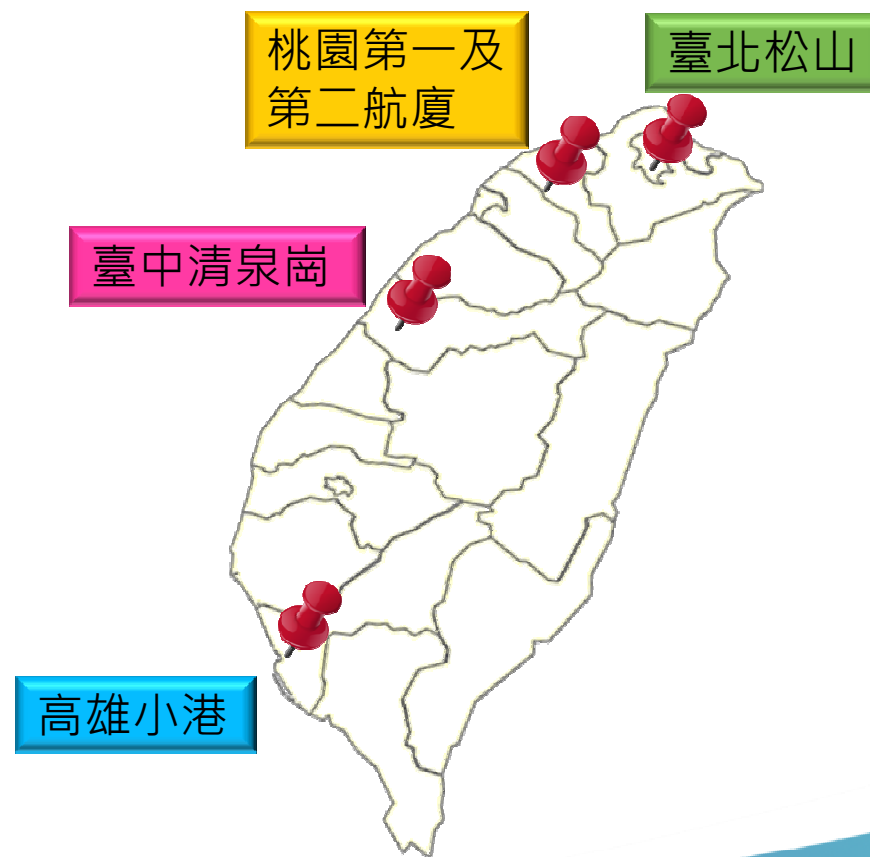 桃園第一及
第二航廈
臺北松山
臺中清泉崗
高雄小港